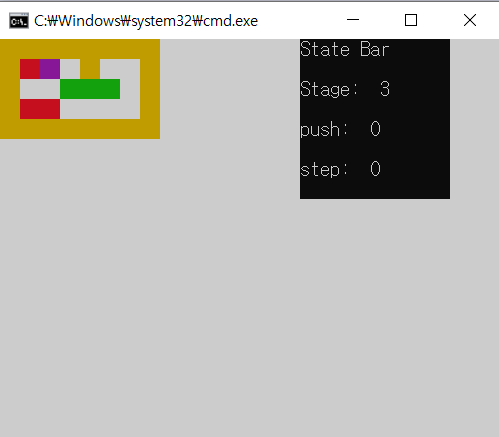 C:₩Windows₩system32₩cmd.exe
State Bar
Stage: 3
push: 0
step: 0